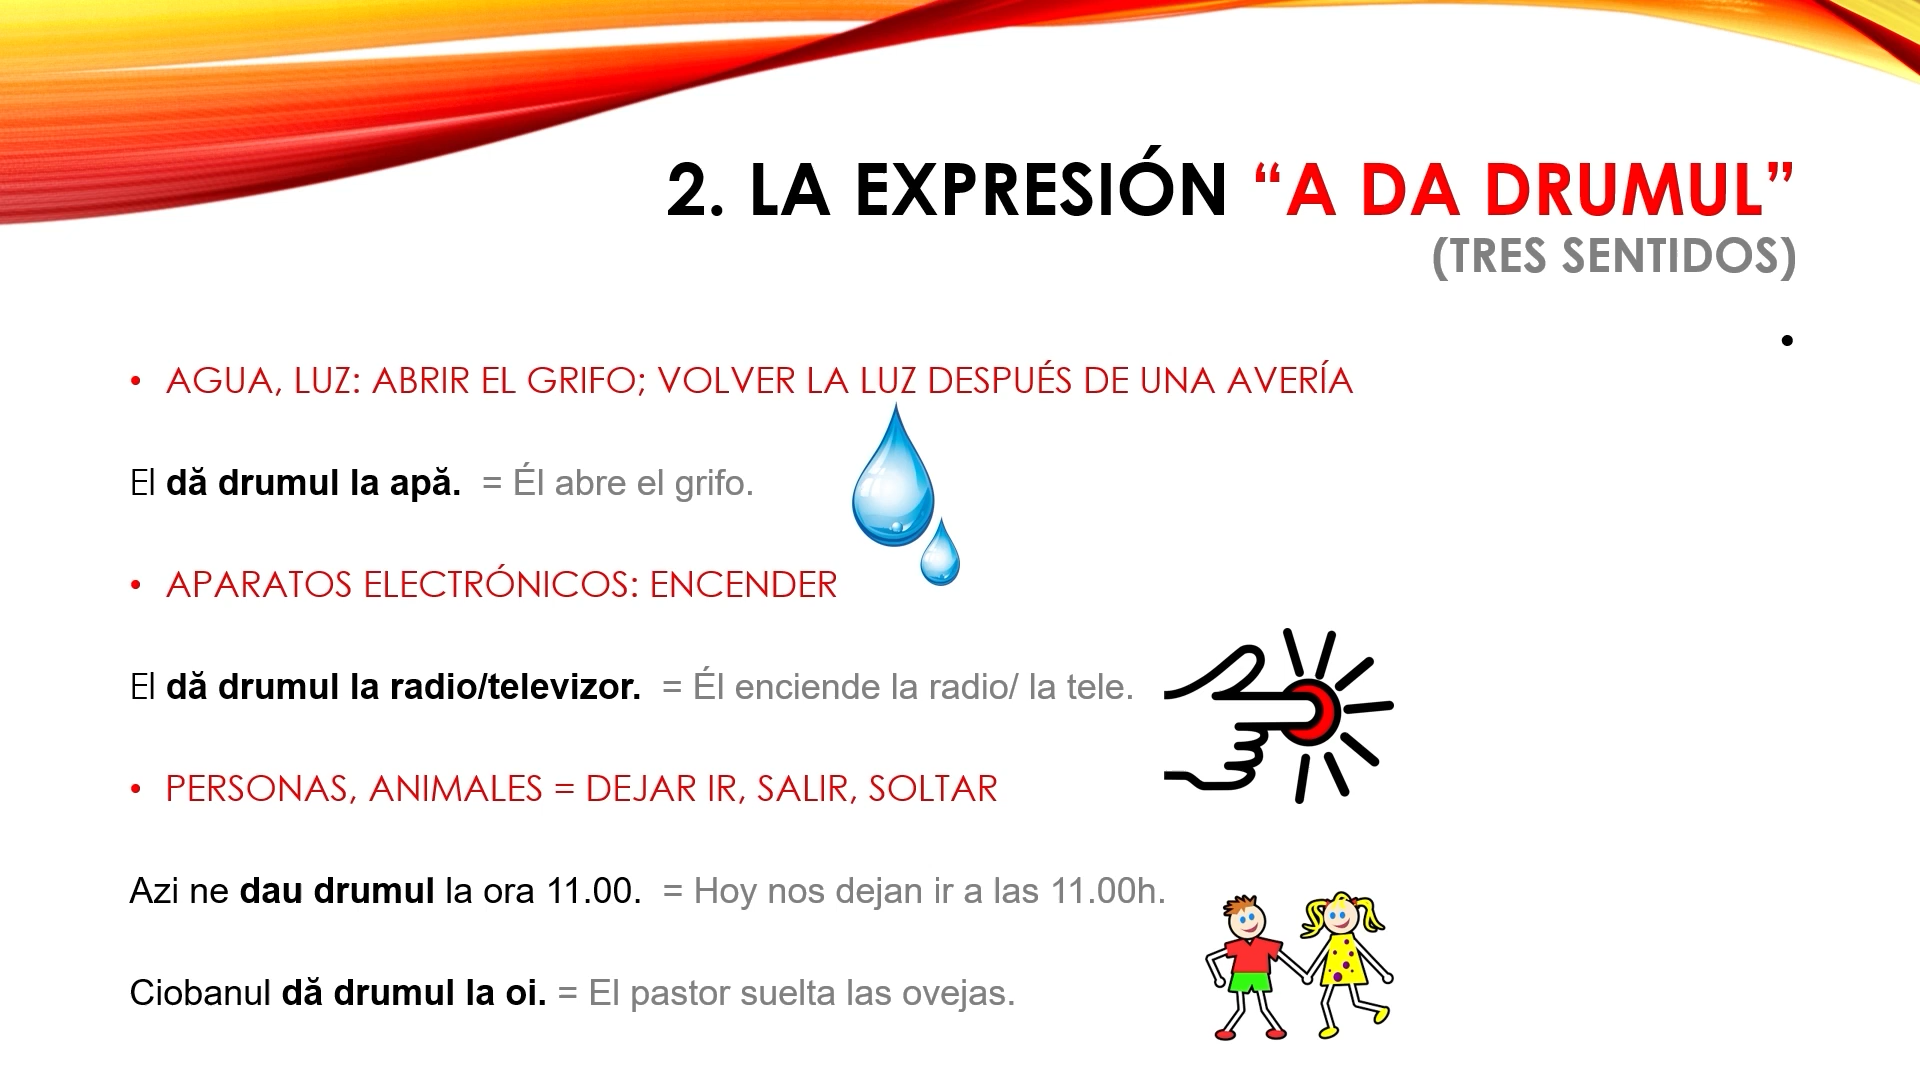 2. LA EXPRESIÓN “A DA DRUMUL”
(TRES SENTIDOS)
•
• AGUA, LUZ: ABRIR EL GRIFO; VOLVER LA LUZ DESPUÉS DE UNA AVERÍA
El dă drumul la apă. = Él abre el grifo.
• APARATOS ELECTRÓNICOS: ENCENDER
El dă drumul la radio/televizor. = Él enciende la radio/ la tele.
• PERSONAS, ANIMALES = DEJAR IR, SALIR, SOLTAR
Azi ne dau drumul la ora 11.00. = Hoy nos dejan ir a las 11.00h.
Ciobanul dă drumul la oi. = El pastor suelta las ovejas.